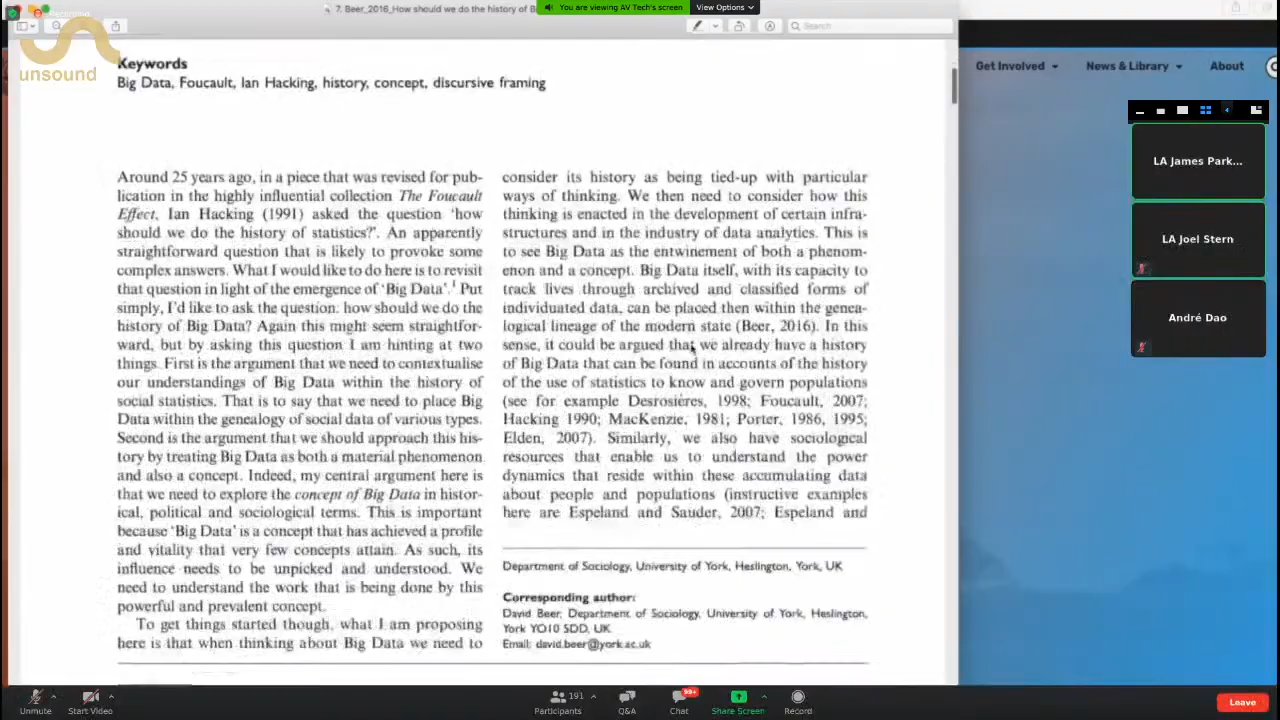 7. Beer_2016_How should we do the history of B
You are viewing AV Tech's screen
View Options
Search
unsound
Get Involved
News & Library
About
Keywords
Big Data, Foucault, Ian Hacking, history, concept, discursive framing
Around 25 years ago, in a piece that was revised for pub-
lication in the highly influential collection The Foucault
Effect, Ian Hacking (1991) asked the question 'how
should we do the history of statistics?'. An apparently
straightforward question that is likely to provoke some
complex answers. What I would like to do here is to revisit
that question in light of the emergence of 'Big Data'.1 Put
simply, I'd like to ask the question: how should we do the
history of Big Data? Again this might seem straightfor-
ward, but by asking this question I am hinting at two
things. First is the argument that we need to contextualise
our understandings of Big Data within the history of
social statistics. That is to say that we need to place Big
Data within the genealogy of social data of various types.
Second is the argument that we should approach this his-
tory by treating Big Data as both a material phenomenon
and also a concept. Indeed, my central argument here is
that we need to explore the concept of Big Data in histor-
ical, political and sociological terms. This is important
because 'Big Data' is a concept that has achieved a profile
and vitality that very few concepts attain. As such, its
influence needs to be unpicked and understood. We
need to understand the work that is being done by this
powerful and prevalent concept.
To get things started though, what I am proposing
here is that when thinking about Big Data we need to
consider its history as being tied-up with particular
ways of thinking. We then need to consider how this
thinking is enacted in the development of certain infra-
structures and in the industry of data analytics. This is
to see Big Data as the entwinement of both a phenom-
enon and a concept. Big Data itself, with its capacity to
track lives through archived and classified forms of
individuated data, can be placed then within the genea-
logical lineage of the modern state (Beer, 2016). In this
sense, it could be argued that we already have a history
of Big Data that can be found in accounts of the history
of the use of statistics to know and govern populations
(see for example Desrosières, 1998; Foucault, 2007;
Hacking 1990; MacKenzie, 1981; Porter, 1986, 1995;
Elden, 2007). Similarly, we also have sociological
resources that enable us to understand the power
dynamics that reside within these accumulating data
about people and populations (instructive examples
here are Espeland and Sauder, 2007; Espeland and
Department of Sociology, University of York, Heslington, York, UK
Corresponding author:
David Beer, Department of Sociology, University of York, Heslington,
York YO10 5DD, UK.
Email: david.beer@york.ac.uk
LA James Park...
LA Joel Stern
André Dao
Unmute
Start Video
191
Participants
Q&A
99+
Chat
Share Screen
Record
Leave